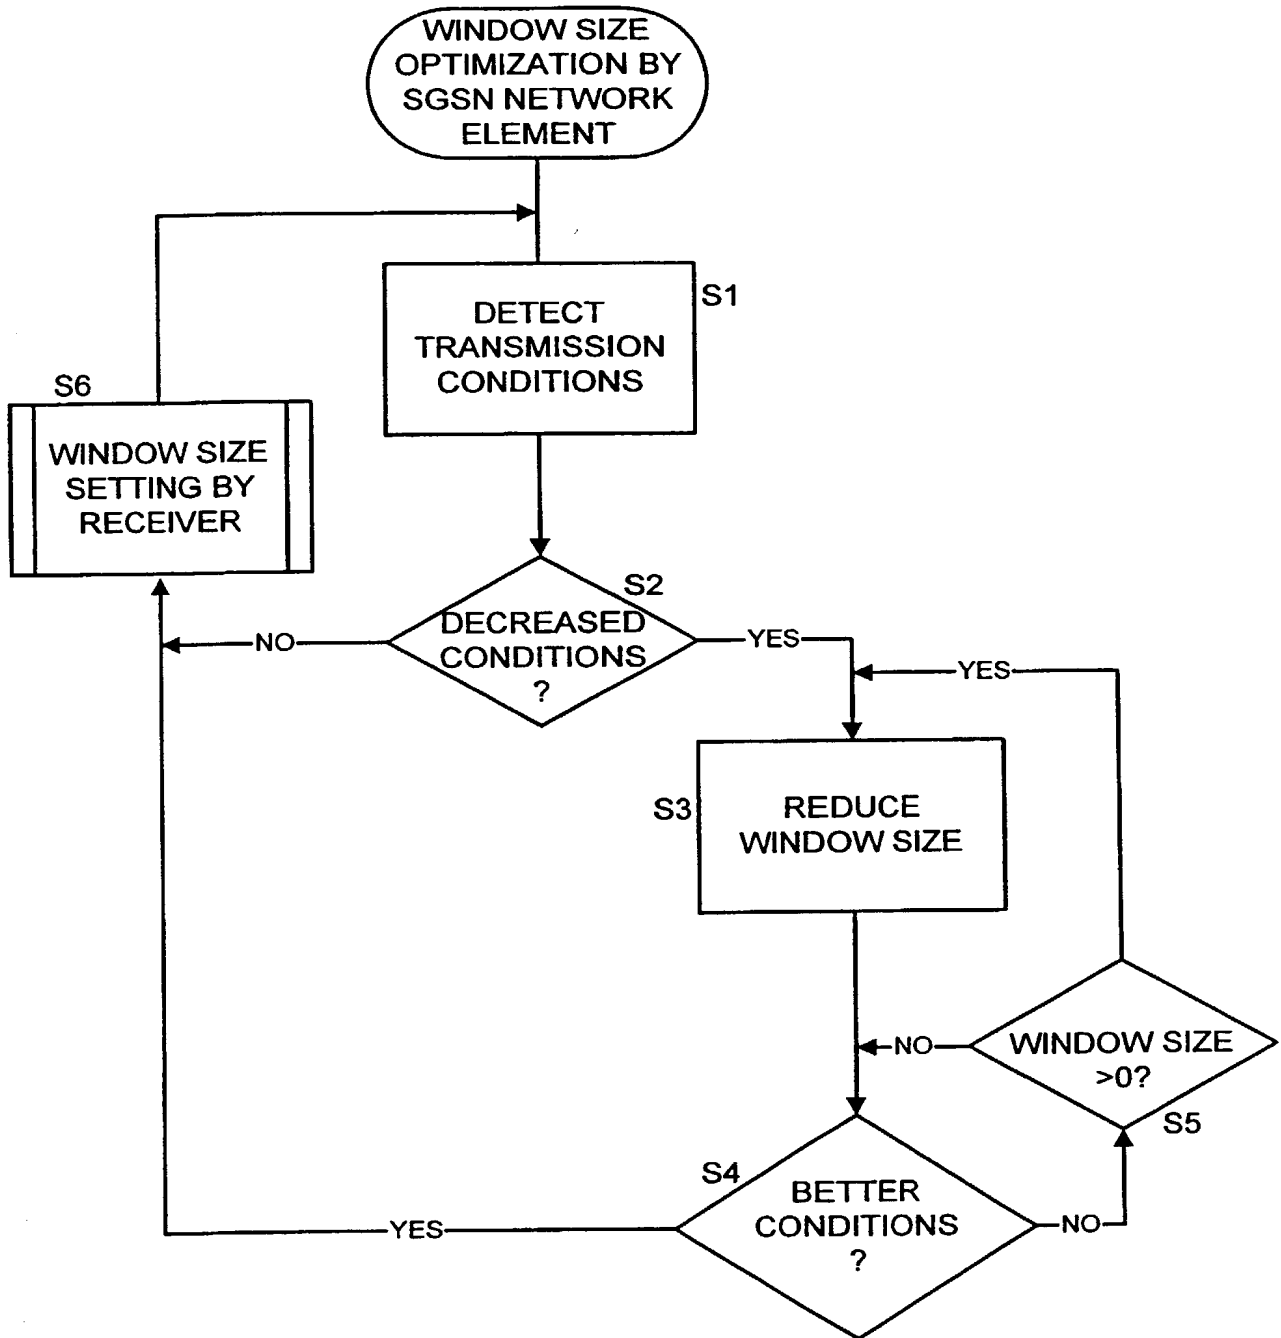 WINDOW SIZE
OPTIMIZATION BY
SGSN NETWORK
ELEMENT
S1
DETECT
TRANSMISSION
CONDITIONS
S6
WINDOW SIZE
SETTING BY
RECEIVER
S2
DECREASED
CONDITIONS
?
NO
YES
YES
S3
REDUCE
WINDOW SIZE
NO
WINDOW SIZE
>0?
S5
S4
BETTER
CONDITIONS
?
YES
NO